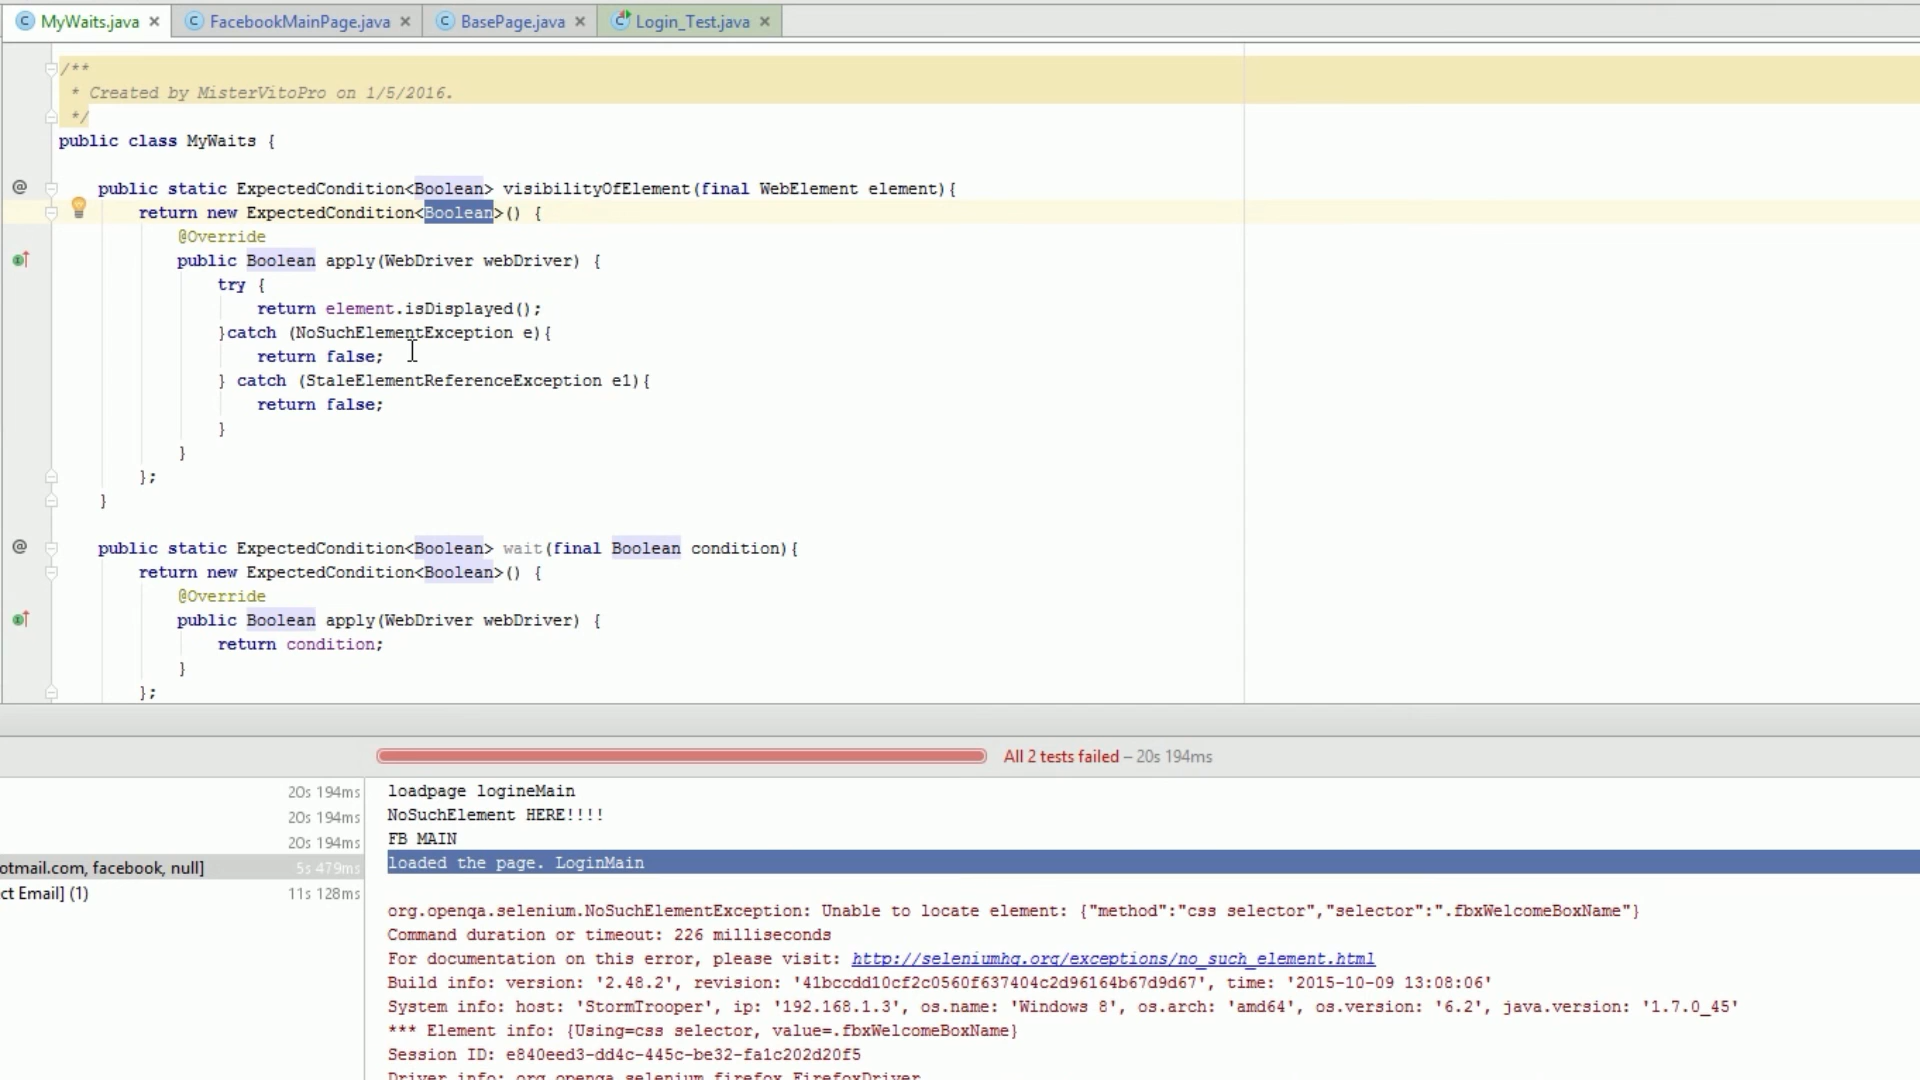 MyWaits.java FacebookMainPage.java BasePage.java Login_Test.java
/**
* Created by MisterVitoPro on 1/5/2016.
*/
public class MyWaits {
public static ExpectedCondition<Boolean> visibilityOfElement(final WebElement element){
return new ExpectedCondition<Boolean>() {
@Override
public Boolean apply(WebDriver webDriver) {
try {
return element.isDisplayed();
}catch (NoSuchElementException e){
return false;
} catch (StaleElementReferenceException e1){
return false;
}
}
};
}
public static ExpectedCondition<Boolean> wait(final Boolean condition){
return new ExpectedCondition<Boolean>() {
@Override
public Boolean apply(WebDriver webDriver) {
return condition;
}
};
All 2 tests failed – 20s 194ms
20s 194ms
20s 194ms
20s 194ms
otmail.com, facebook, null] 5s 479ms
ct Email] (1) 11s 128ms
loadpage logineMain
NoSuchElement HERE!!!!
FB MAIN
loaded the page. LoginMain
org.openqa.selenium.NoSuchElementException: Unable to locate element: {"method":"css selector","selector":".fbxWelcomeBoxName"}
Command duration or timeout: 226 milliseconds
For documentation on this error, please visit: http://seleniumhq.org/exceptions/no_such_element.html
Build info: version: '2.48.2', revision: '41bccdd10cf2c0560f637404c2d96164b67d9d67', time: '2015-10-09 13:08:06'
System info: host: 'StormTrooper', ip: '192.168.1.3', os.name: 'Windows 8', os.arch: 'amd64', os.version: '6.2', java.version: '1.7.0_45'
*** Element info: {Using=css selector, value=.fbxWelcomeBoxName}
Session ID: e840eed3-dd4c-445c-be32-fa1c202d20f5
Driver info: org.openqa.selenium.firefox.FirefoxDriver